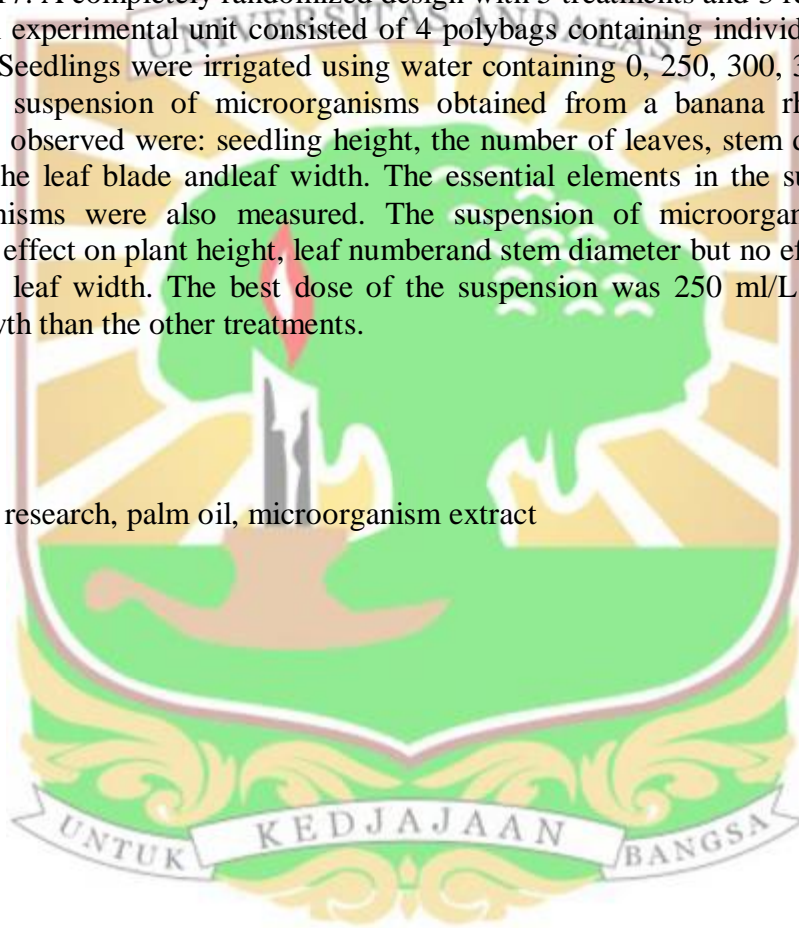 UNIVERSITAS ANDALAS
7. A completely randomized design with 5 treatments and 3 re
experimental unit consisted of 4 polybags containing individ
Seedlings were irrigated using water containing 0, 250, 300, 3
suspension of microorganisms obtained from a banana rh
observed were: seedling height, the number of leaves, stem d
he leaf blade andleaf width. The essential elements in the su
nisms were also measured. The suspension of microorgan
effect on plant height, leaf numberand stem diameter but no ef
leaf width. The best dose of the suspension was 250 ml/L
th than the other treatments.
research, palm oil, microorganism extract
UNTUK KEDJAJAAN BANGSA